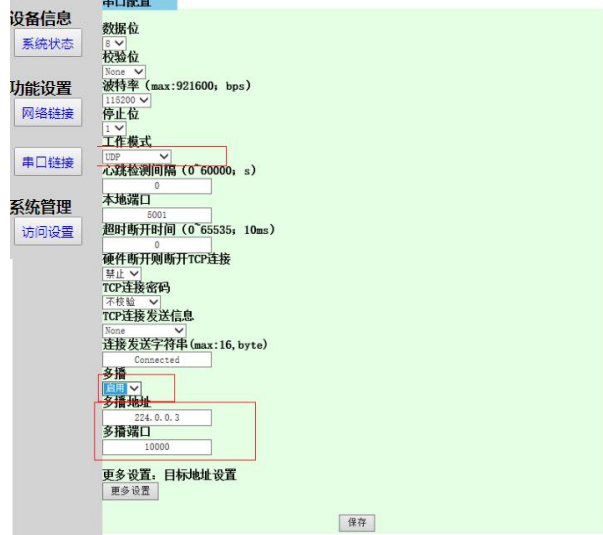 串口配置
设备信息
系统状态
功能设置
网络链接
串口链接
系统管理
访问设置
数据位
8
校验位
None
波特率（max:921600; bps）
115200
停止位
1
工作模式
UDP
心跳检测间隔（0~60000; s）
0
本地端口
5001
超时断开时间（0~65535; 10ms）
0
硬件断开则断开TCP连接
禁止
TCP连接密码
不校验
TCP连接发送信息
None
连接发送字符串(max:16,byte)
Connected
多播
启用
多播地址
224.0.0.3
多播端口
10000
更多设置：目标地址设置
更多设置
保存